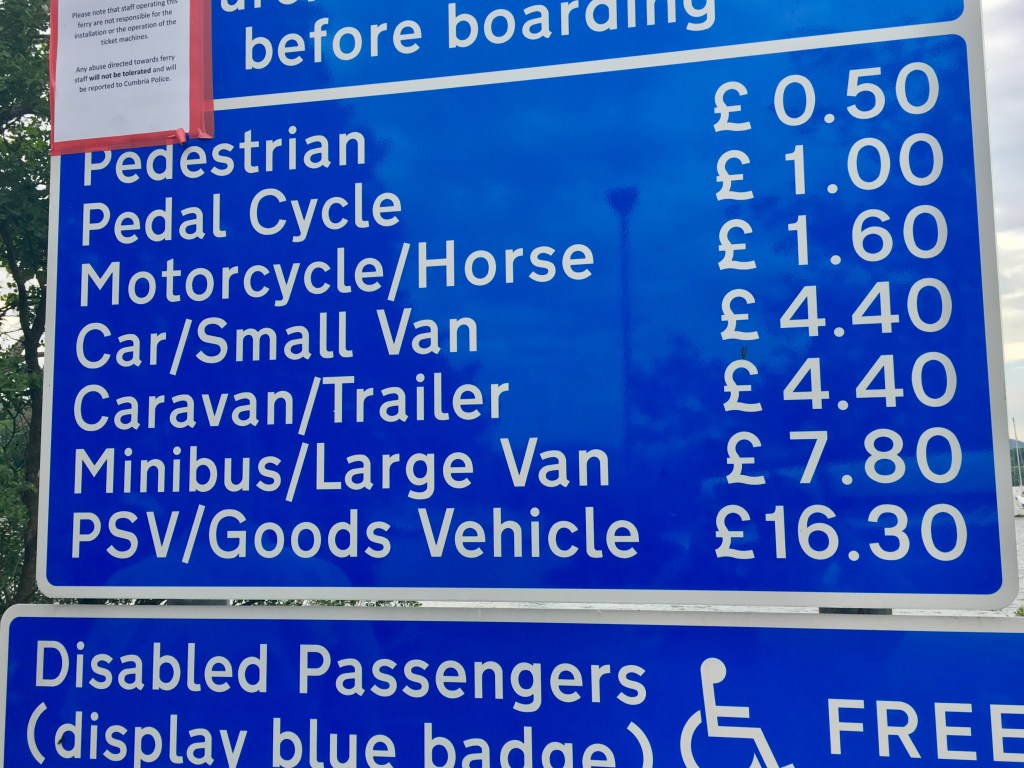 Please note that staff operating this
ferry are not responsible for the
installation or the operation of the
ticket machines.
Any abuse directed towards ferry
staff will not be tolerated and will
be reported to Cumbria Police.
before boarding
Pedestrian £ 0.50
Pedal Cycle £ 1.00
Motorcycle/Horse £ 1.60
Car/Small Van £ 4.40
Caravan/Trailer £ 4.40
Minibus/Large Van £ 7.80
PSV/Goods Vehicle £16.30
Disabled Passengers
(display blue badge) FREE